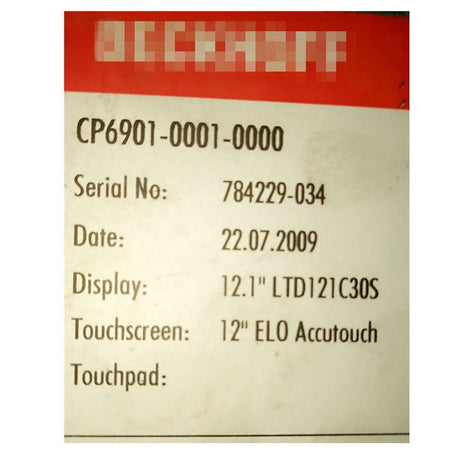 BECKHOFF
CP6901-0001-0000
Serial No: 784229-034
Date: 22.07.2009
Display: 12.1" LTD121C30S
Touchscreen: 12" ELO Accutouch
Touchpad: